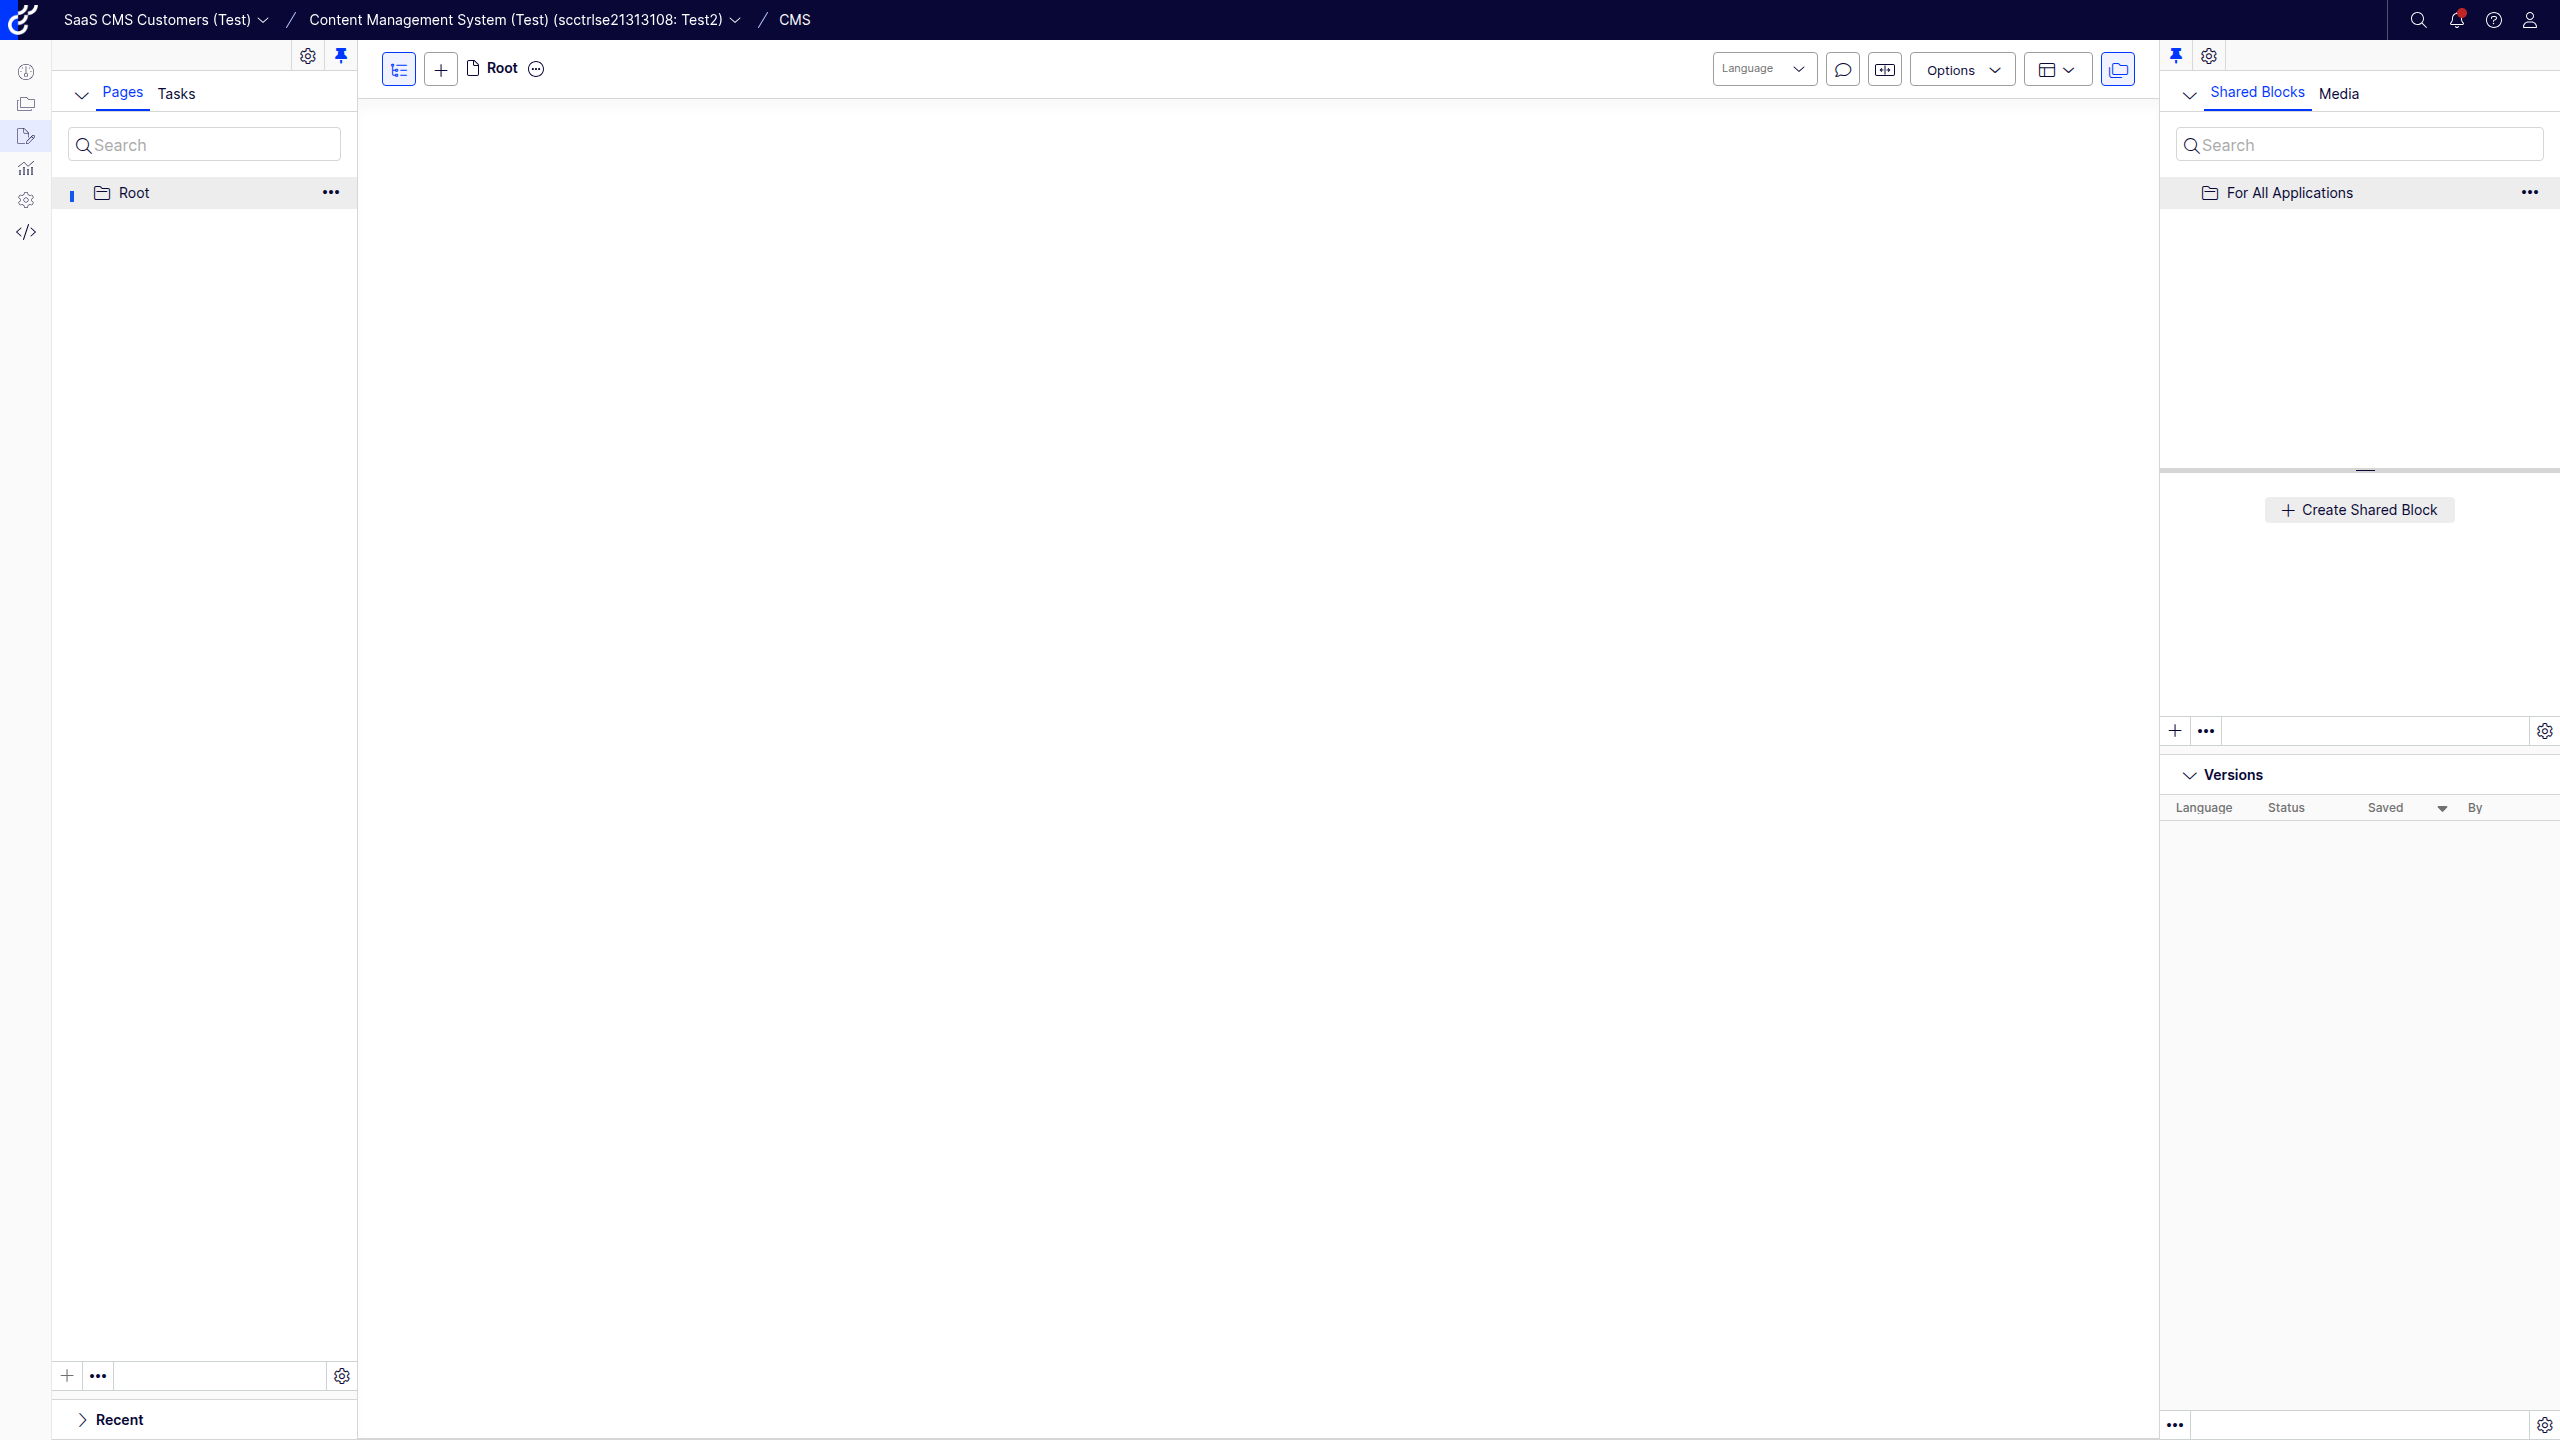 SaaS CMS Customers (Test) / Content Management System (Test) (scctrlse21313108: Test2) / CMS
Pages Tasks
Search
Root
Recent
Root
Language
Options
Shared Blocks Media
Search
For All Applications
Create Shared Block
Versions
Language Status Saved By